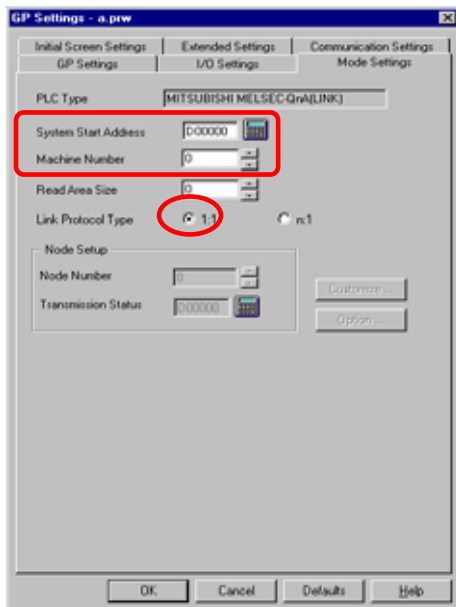 GP Settings - a.prw
Initial Screen Settings Extended Settings Communication Settings
GP Settings I/O Settings Mode Settings
PLC Type MITSUBISHI MELSEC-QnA(LINK)
System Start Address D00000
Machine Number 0
Read Area Size 0
Link Protocol Type 1:1 n:1
Node Setup
Node Number 0
Transmission Status D00000
Customize ...
Option ...
OK Cancel Defaults Help